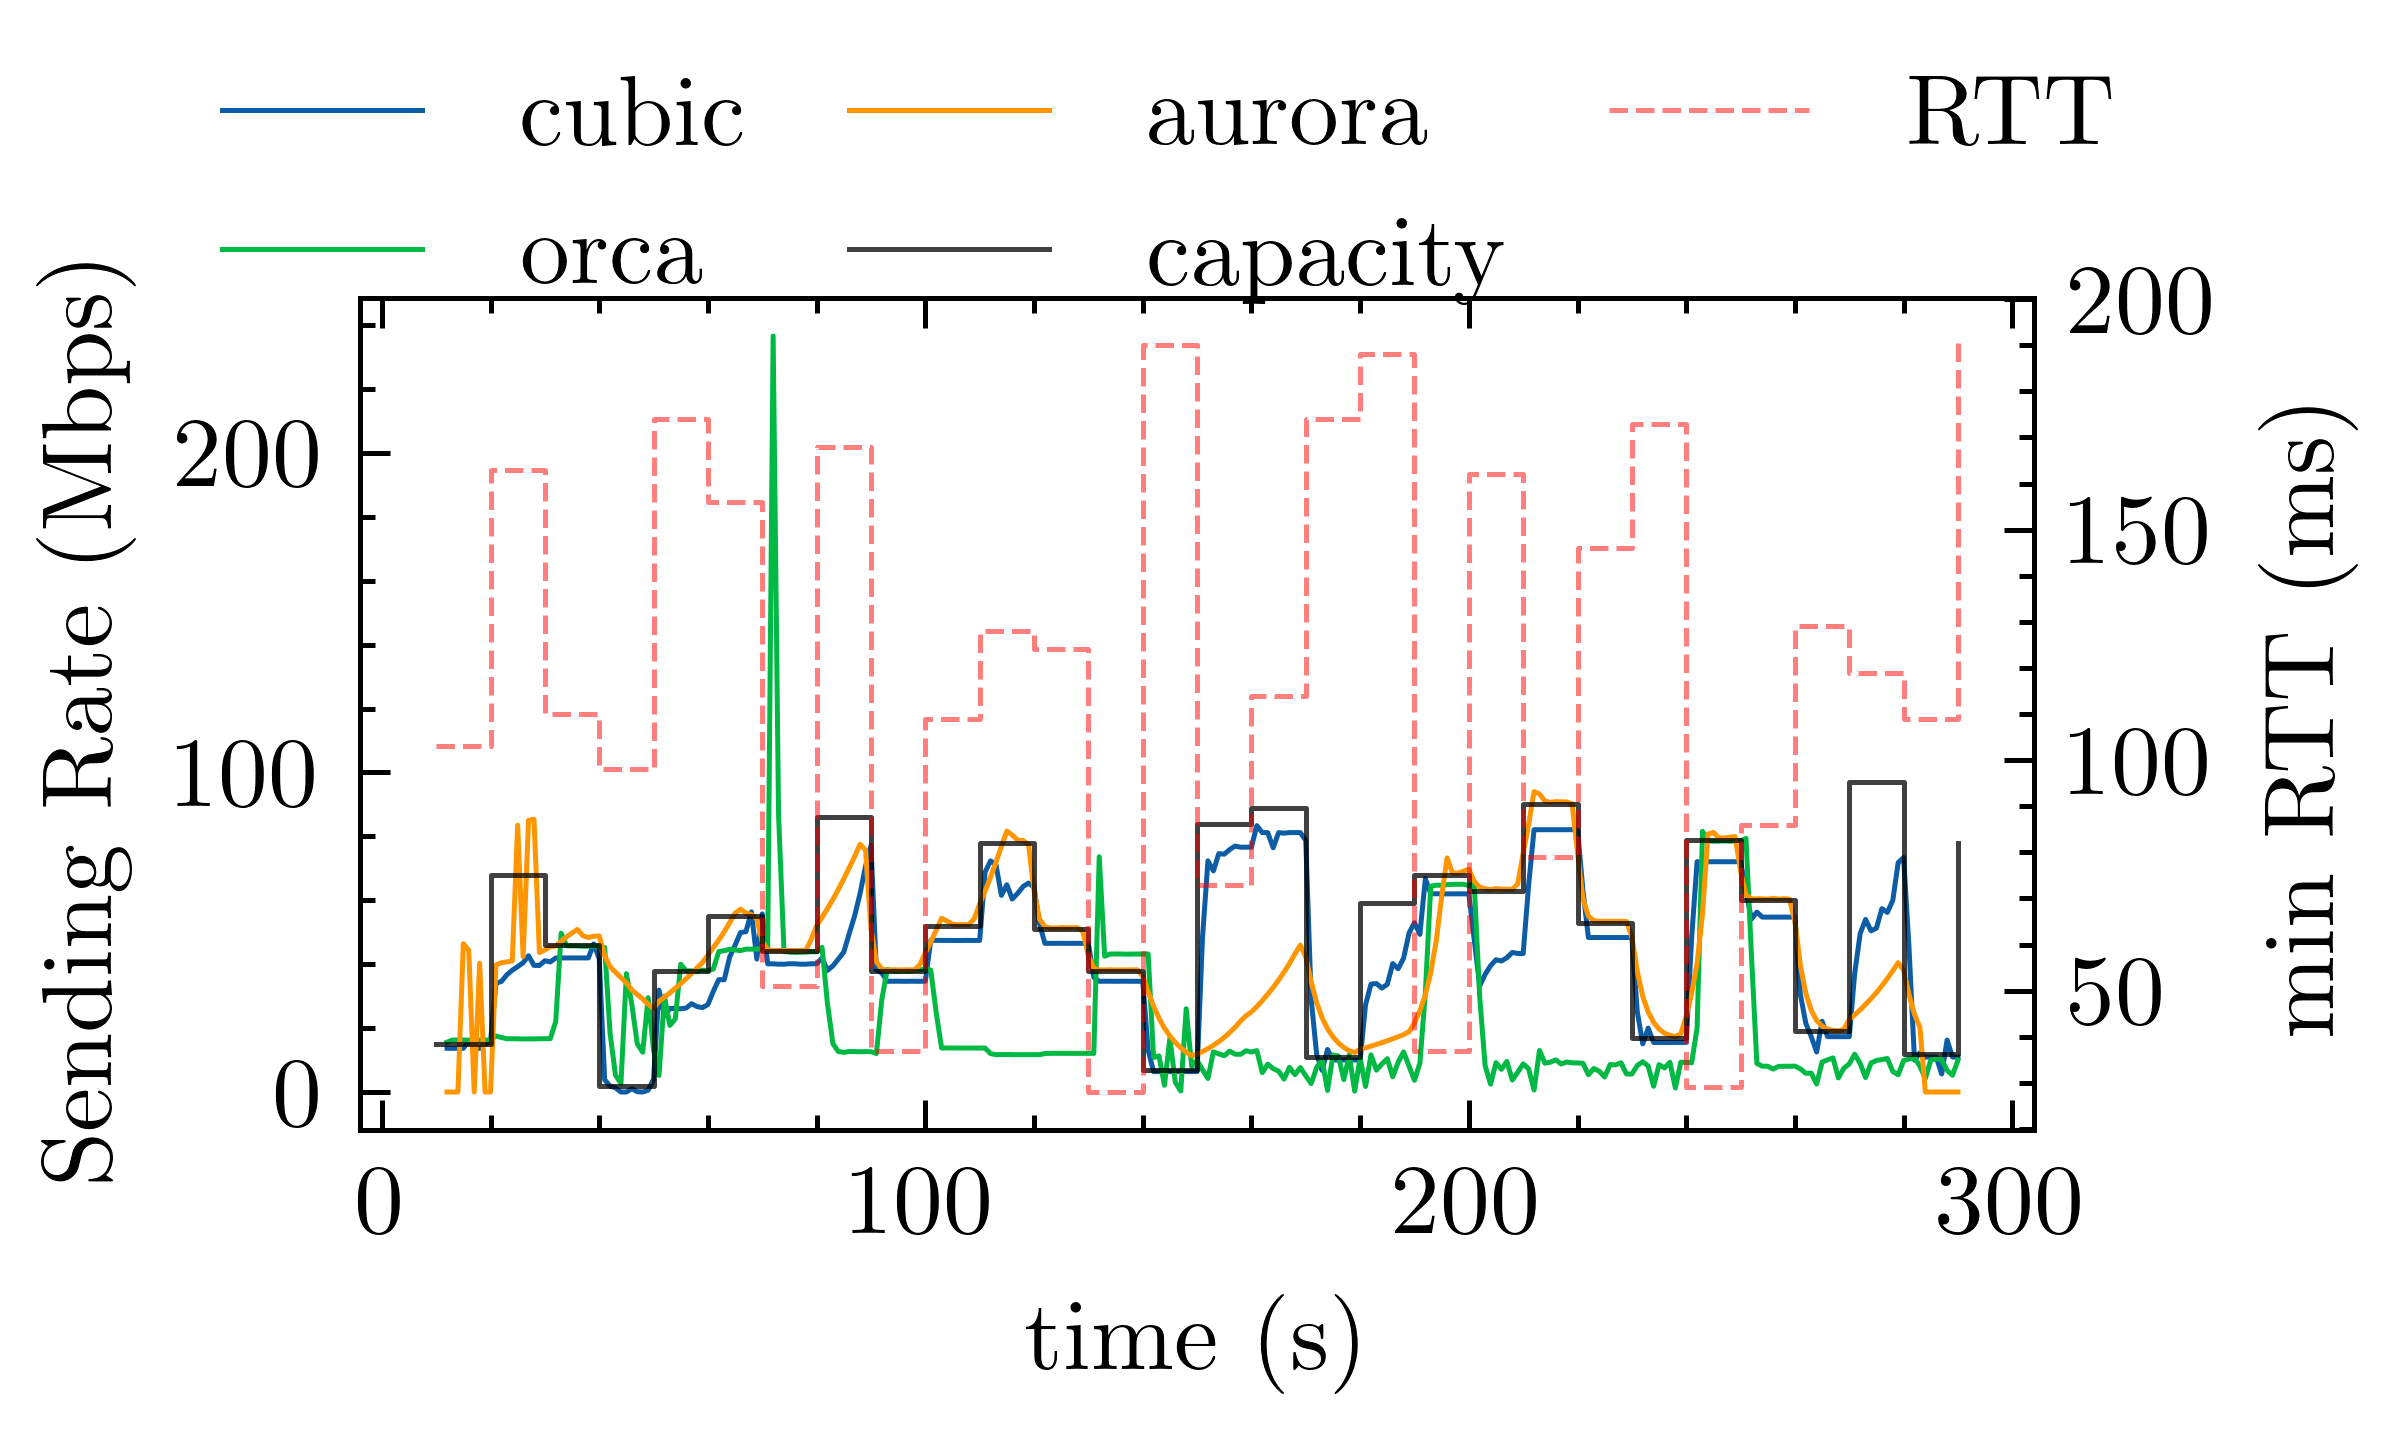 cubic
aurora
RTT
orca
capacity
Sending Rate (Mbps)
200
100
0
200
150
100
50
min RTT (ms)
0
100
200
300
time (s)